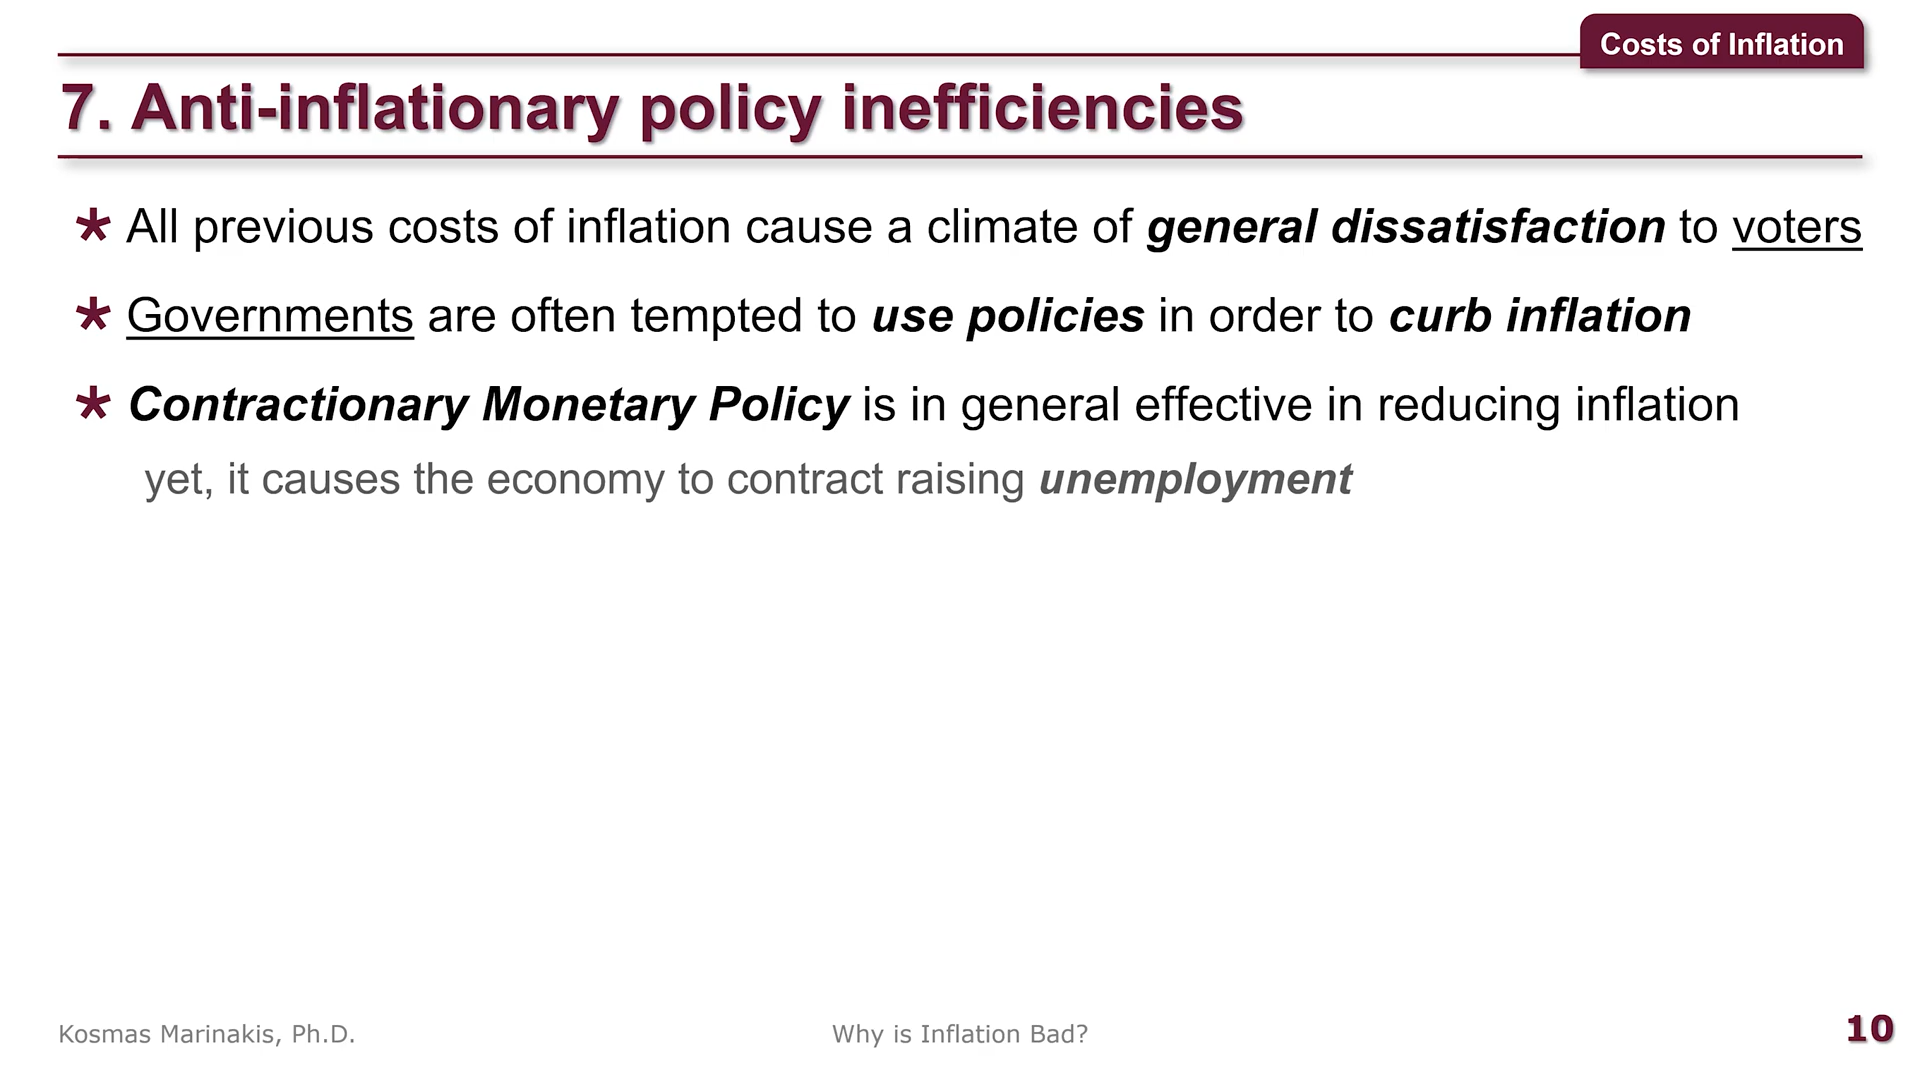 Costs of Inflation
7. Anti-inflationary policy inefficiencies
* All previous costs of inflation cause a climate of general dissatisfaction to voters
* Governments are often tempted to use policies in order to curb inflation
* Contractionary Monetary Policy is in general effective in reducing inflation
yet, it causes the economy to contract raising unemployment
Kosmas Marinakis, Ph.D.
Why is Inflation Bad?
10